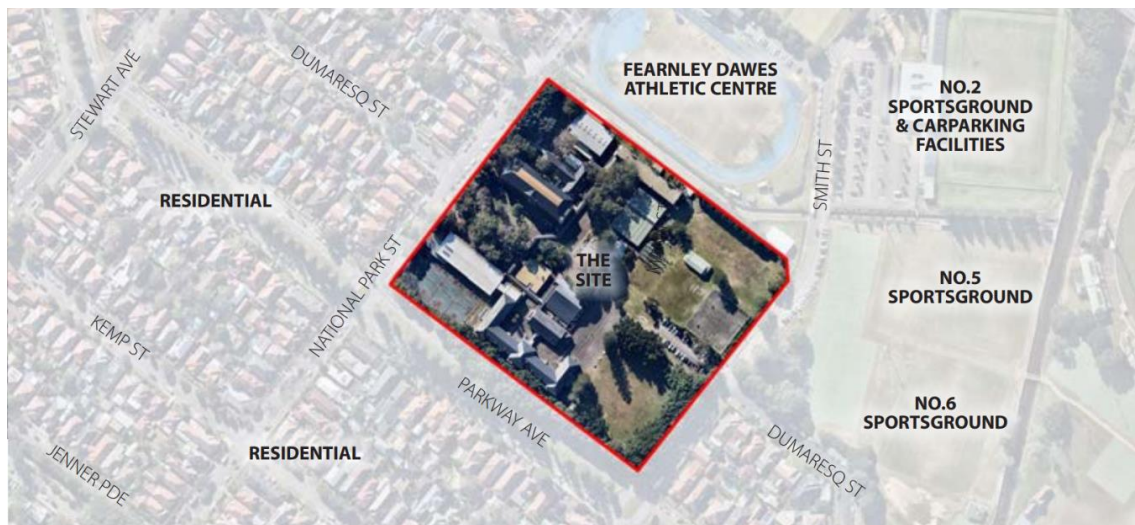 DUMARESQ ST
STEWART AVE
FEARNLEY DAWES
ATHLETIC CENTRE
NO.2
SPORTSGROUND
& CARPARKING
FACILITIES
SMITH ST
RESIDENTIAL
THE
SITE
NATIONAL PARK ST
NO.5
SPORTSGROUND
KEMP ST
PARKWAY AVE
NO.6
SPORTSGROUND
RESIDENTIAL
DUMARESQ ST
JENNER PDE